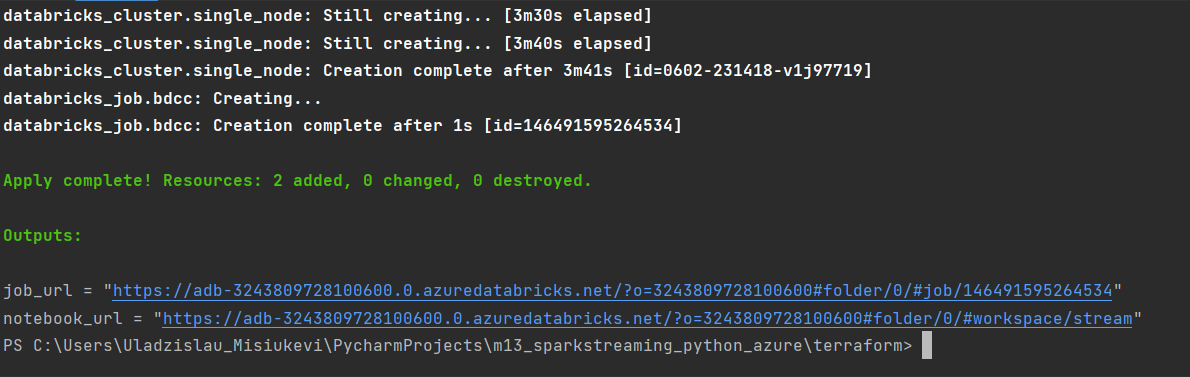 databricks_cluster.single_node: Still creating... [3m30s elapsed]
databricks_cluster.single_node: Still creating... [3m40s elapsed]
databricks_cluster.single_node: Creation complete after 3m41s [id=0602-231418-v1j97719]
databricks_job.bdcc: Creating...
databricks_job.bdcc: Creation complete after 1s [id=146491595264534]
Apply complete! Resources: 2 added, 0 changed, 0 destroyed.
Outputs:
job_url = "https://adb-3243809728100600.0.azuredatabricks.net/?o=3243809728100600#folder/0/#job/146491595264534"
notebook_url = "https://adb-3243809728100600.0.azuredatabricks.net/?o=3243809728100600#folder/0/#workspace/stream"
PS C:\Users\Uladzislau_Misiukevi\PycharmProjects\m13_sparkstreaming_python_azure\terraform>